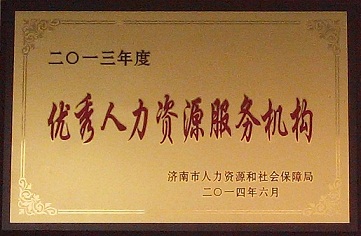 二〇一三年度
优秀人力资源服务机构
济南市人力资源和社会保障局
二〇一四年六月